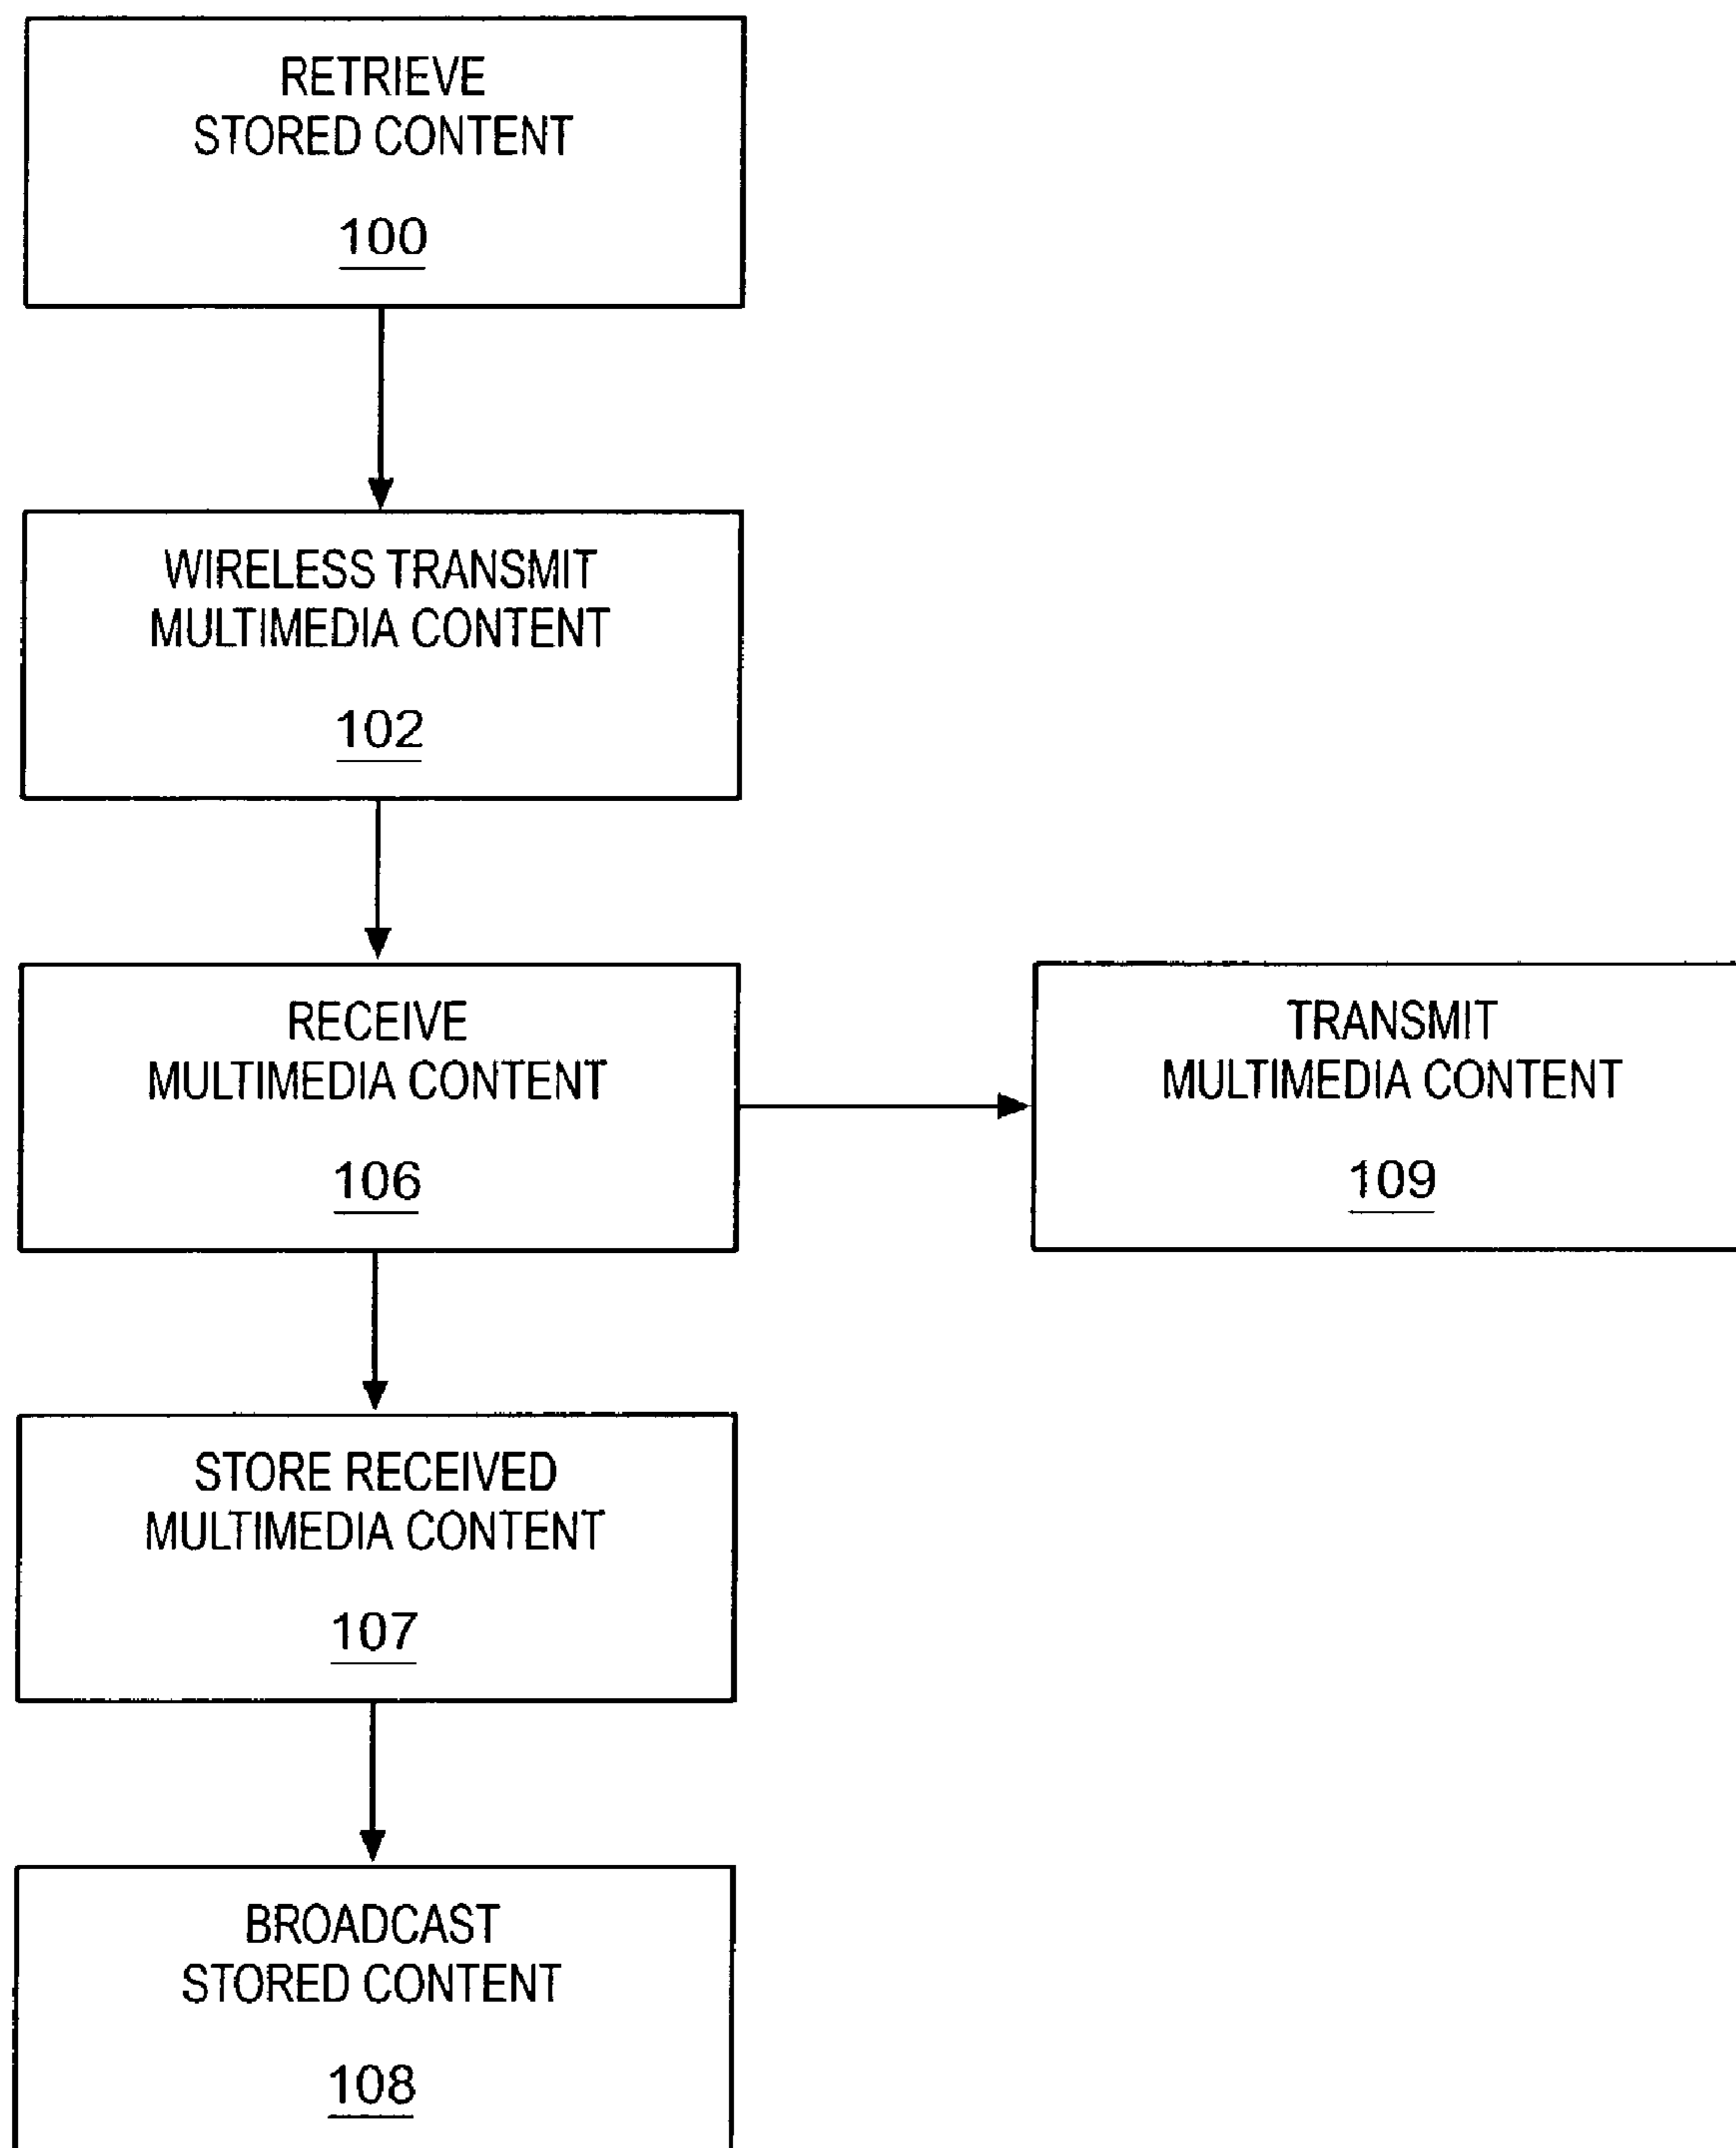 RETRIEVE
STORED CONTENT
100
WIRELESS TRANSMIT
MULTIMEDIA CONTENT
102
RECEIVE
MULTIMEDIA CONTENT
106
TRANSMIT
MULTIMEDIA CONTENT
109
STORE RECEIVED
MULTIMEDIA CONTENT
107
BROADCAST
STORED CONTENT
108